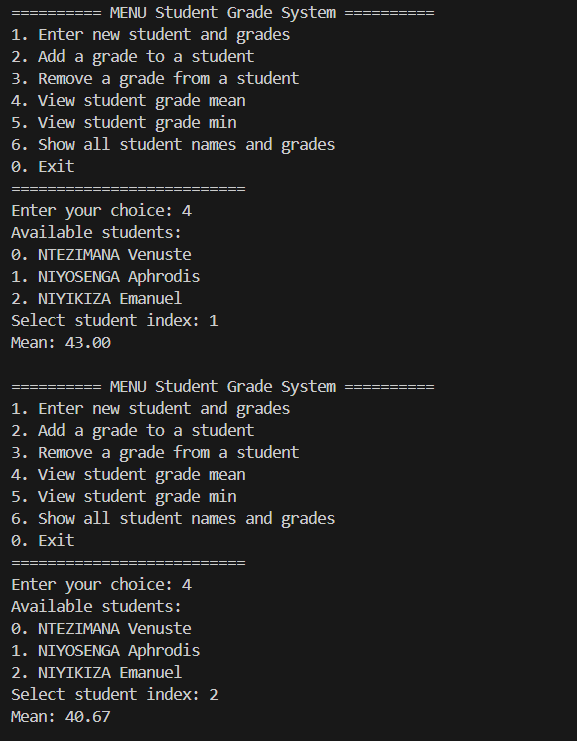 ========== MENU Student Grade System ==========
1. Enter new student and grades
2. Add a grade to a student
3. Remove a grade from a student
4. View student grade mean
5. View student grade min
6. Show all student names and grades
0. Exit
==========================
Enter your choice: 4
Available students:
0. NTEZIMANA Venuste
1. NIYOSENGA Aphrodis
2. NIYIKIZA Emanuel
Select student index: 1
Mean: 43.00

========== MENU Student Grade System ==========
1. Enter new student and grades
2. Add a grade to a student
3. Remove a grade from a student
4. View student grade mean
5. View student grade min
6. Show all student names and grades
0. Exit
==========================
Enter your choice: 4
Available students:
0. NTEZIMANA Venuste
1. NIYOSENGA Aphrodis
2. NIYIKIZA Emanuel
Select student index: 2
Mean: 40.67